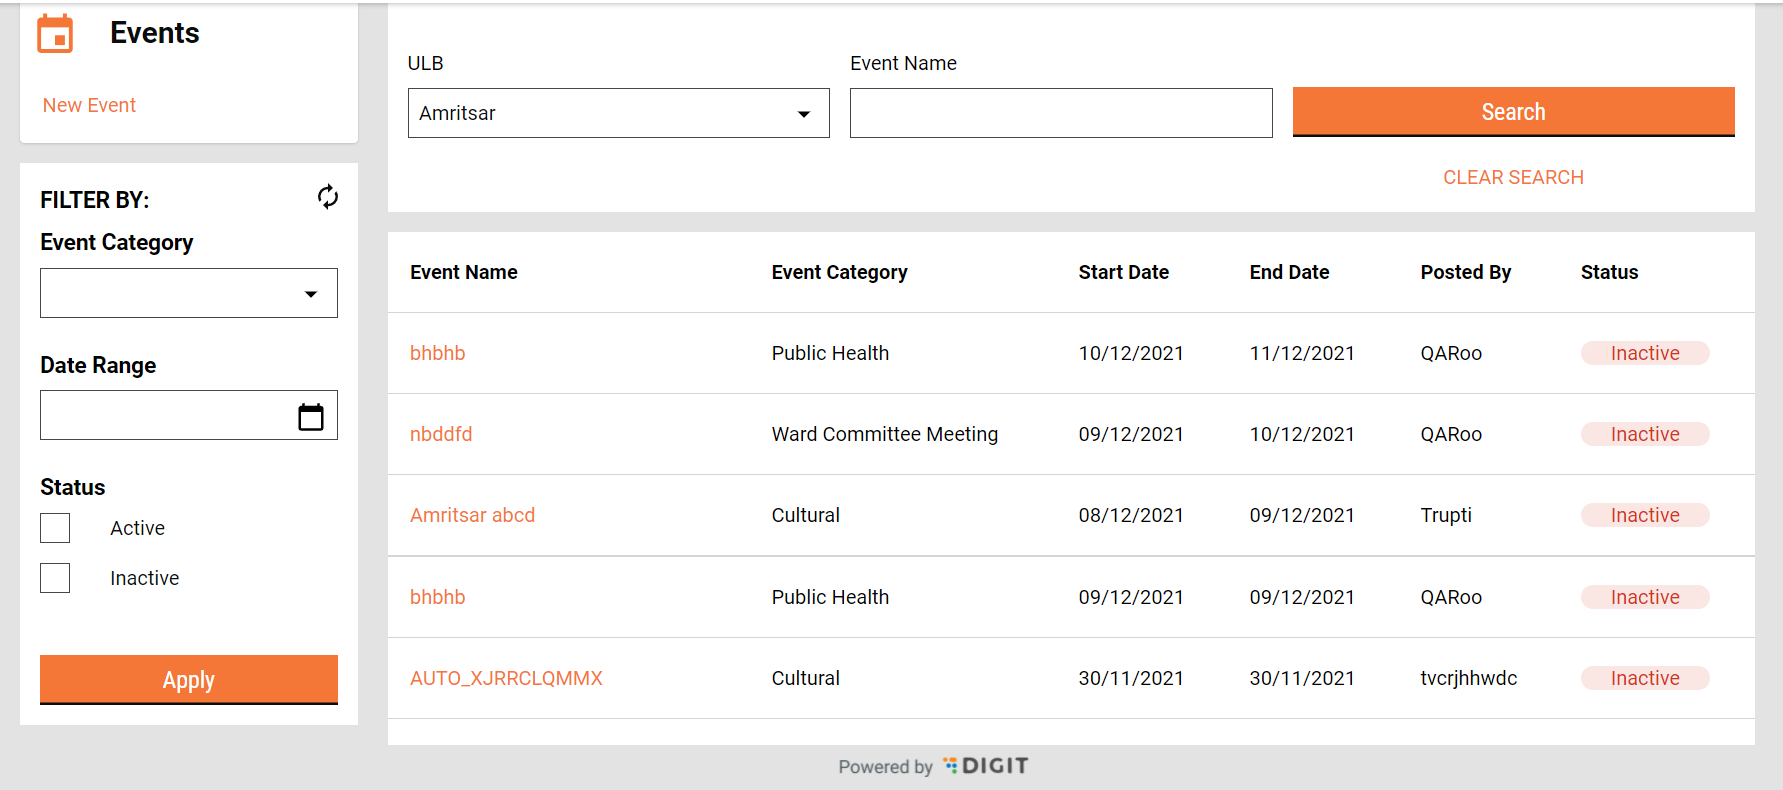 Events
New Event
FILTER BY:
Event Category
Date Range
Status
Active
Inactive
Apply
ULB
Event Name
Amritsar
Search
CLEAR SEARCH
Event Name Event Category Start Date End Date Posted By Status
bhbhb Public Health 10/12/2021 11/12/2021 QARoo Inactive
nbddfd Ward Committee Meeting 09/12/2021 10/12/2021 QARoo Inactive
Amritsar abcd Cultural 08/12/2021 09/12/2021 Trupti Inactive
bhbhb Public Health 09/12/2021 09/12/2021 QARoo Inactive
AUTO_XJRRCLQMMX Cultural 30/11/2021 30/11/2021 tvcrjhhwdc Inactive
Powered by DIGIT